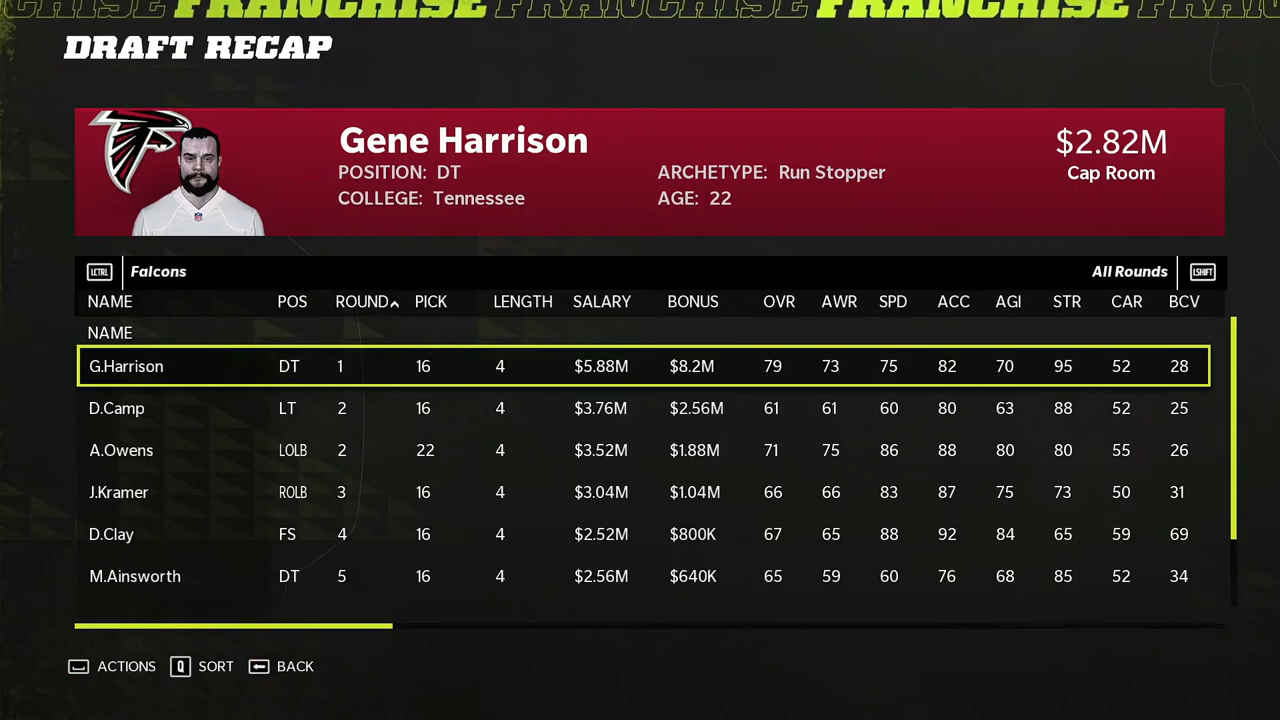 FRANCHISE FRANCHISE FRANCHISE FRANCHISE FRAN
DRAFT RECAP
Gene Harrison
POSITION: DT
ARCHETYPE: Run Stopper
COLLEGE: Tennessee
AGE: 22
$2.82M
Cap Room
LCTRL Falcons All Rounds LSHIFT
NAME POS ROUND PICK LENGTH SALARY BONUS OVR AWR SPD ACC AGI STR CAR BCV
NAME
G.Harrison DT 1 16 4 $5.88M $8.2M 79 73 75 82 70 95 52 28
D.Camp LT 2 16 4 $3.76M $2.56M 61 61 60 80 63 88 52 25
A.Owens LOLB 2 22 4 $3.52M $1.88M 71 75 86 88 80 80 55 26
J.Kramer ROLB 3 16 4 $3.04M $1.04M 66 66 83 87 75 73 50 31
D.Clay FS 4 16 4 $2.52M $800K 67 65 88 92 84 65 59 69
M.Ainsworth DT 5 16 4 $2.56M $640K 65 59 60 76 68 85 52 34
ACTIONS Q SORT BACK